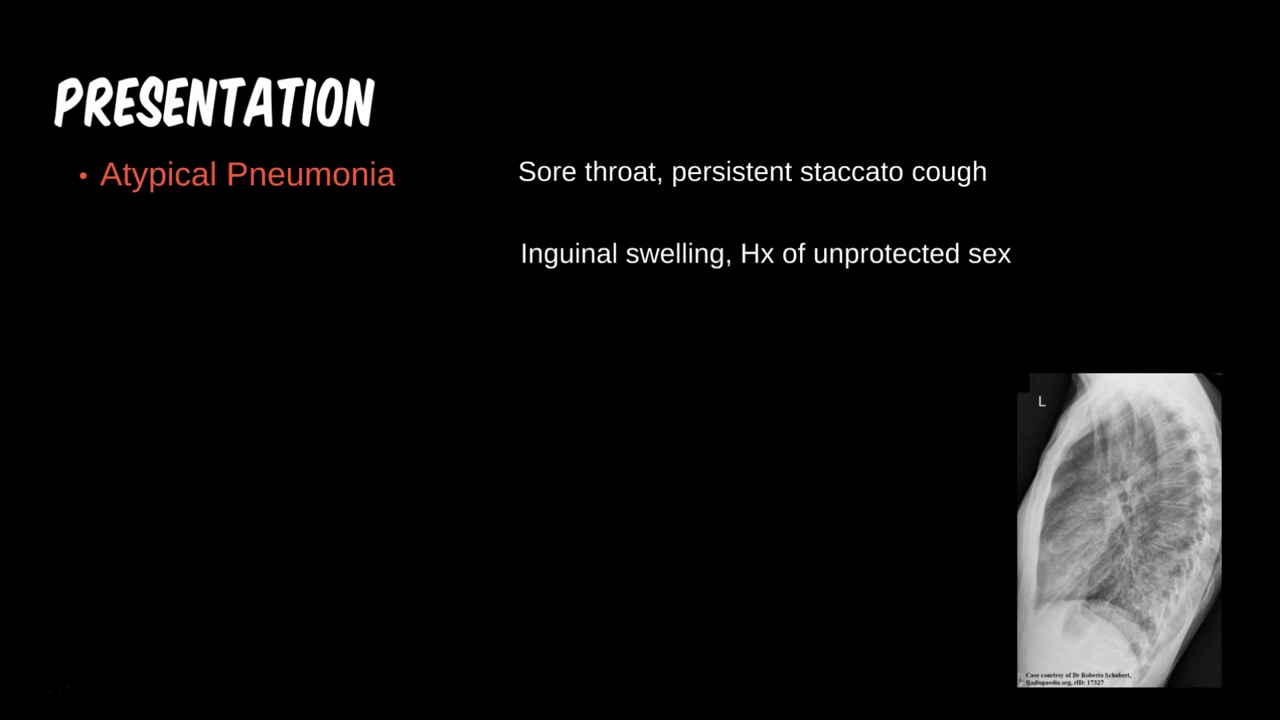 PRESENTATION
• Atypical Pneumonia
Sore throat, persistent staccato cough
Inguinal swelling, Hx of unprotected sex
L
Case courtesy of Dr Roberto Schubert,
Radiopaedia.org, rID: 17327